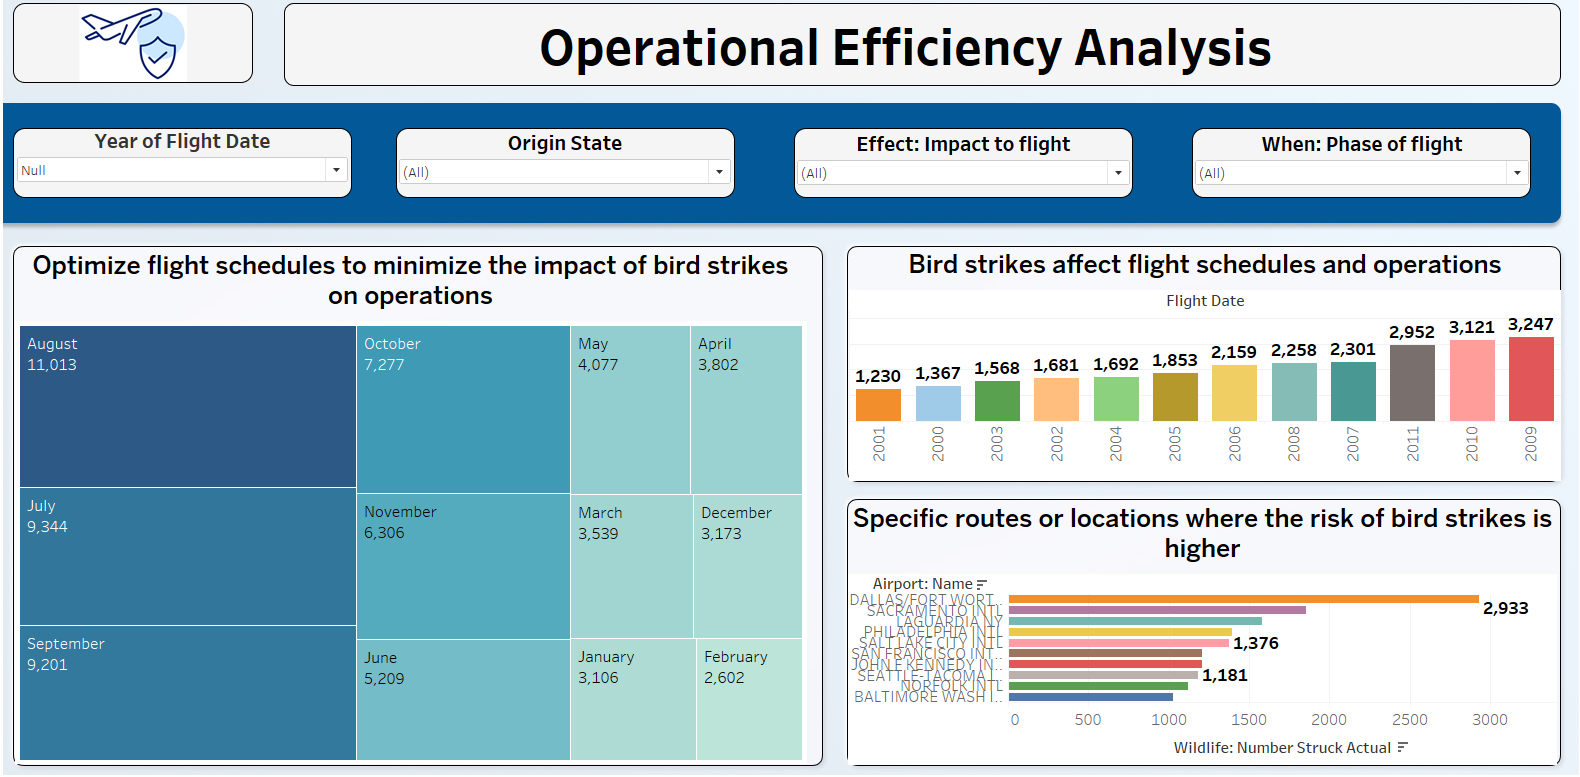 Operational Efficiency Analysis
Year of Flight Date
Null
Origin State
(All)
Effect: Impact to flight
(All)
When: Phase of flight
(All)
Optimize flight schedules to minimize the impact of bird strikes
on operations
August
11,013
July
9,344
September
9,201
October
7,277
November
6,306
June
5,209
May
4,077
April
3,802
March
3,539
December
3,173
January
3,106
February
2,602
Bird strikes affect flight schedules and operations
Flight Date
1,230 1,367 1,568 1,681 1,692 1,853 2,159 2,258 2,301 2,952 3,121 3,247
2001 2000 2003 2002 2004 2005 2006 2008 2007 2011 2010 2009
Specific routes or locations where the risk of bird strikes is
higher
Airport: Name
DALLAS/FORT WORT..
2,933
SACRAMENTO INTL
LAGUARDIA NY
PHILADELPHIA INTL
SALT LAKE CITY INTL
1,376
SAN FRANCISCO INT..
JOHN F KENNEDY IN..
SEATTLE-TACOMA I..
1,181
NORFOLK INTL
BALTIMORE WASH I..
0 500 1000 1500 2000 2500 3000
Wildlife: Number Struck Actual